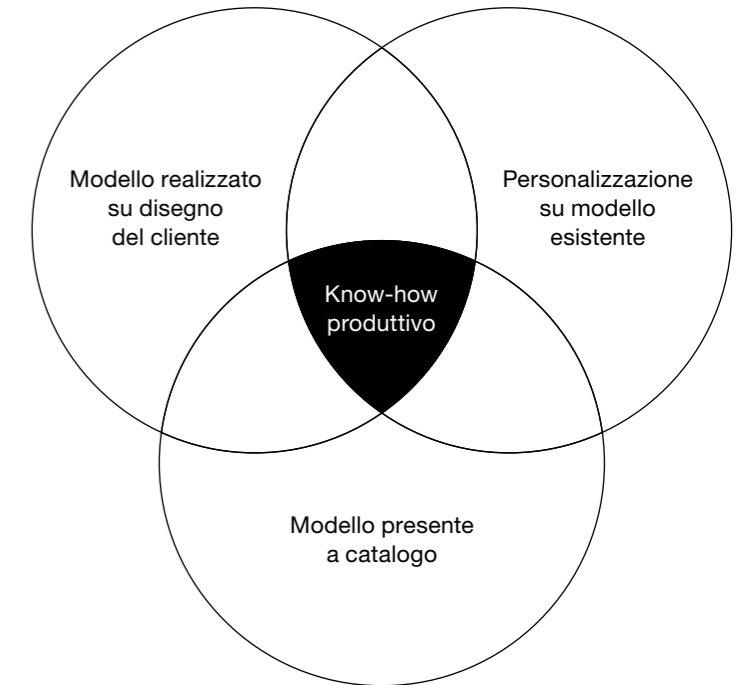 Modello realizzato
su disegno
del cliente
Personalizzazione
su modello
esistente
Know-how
produttivo
Modello presente
a catalogo